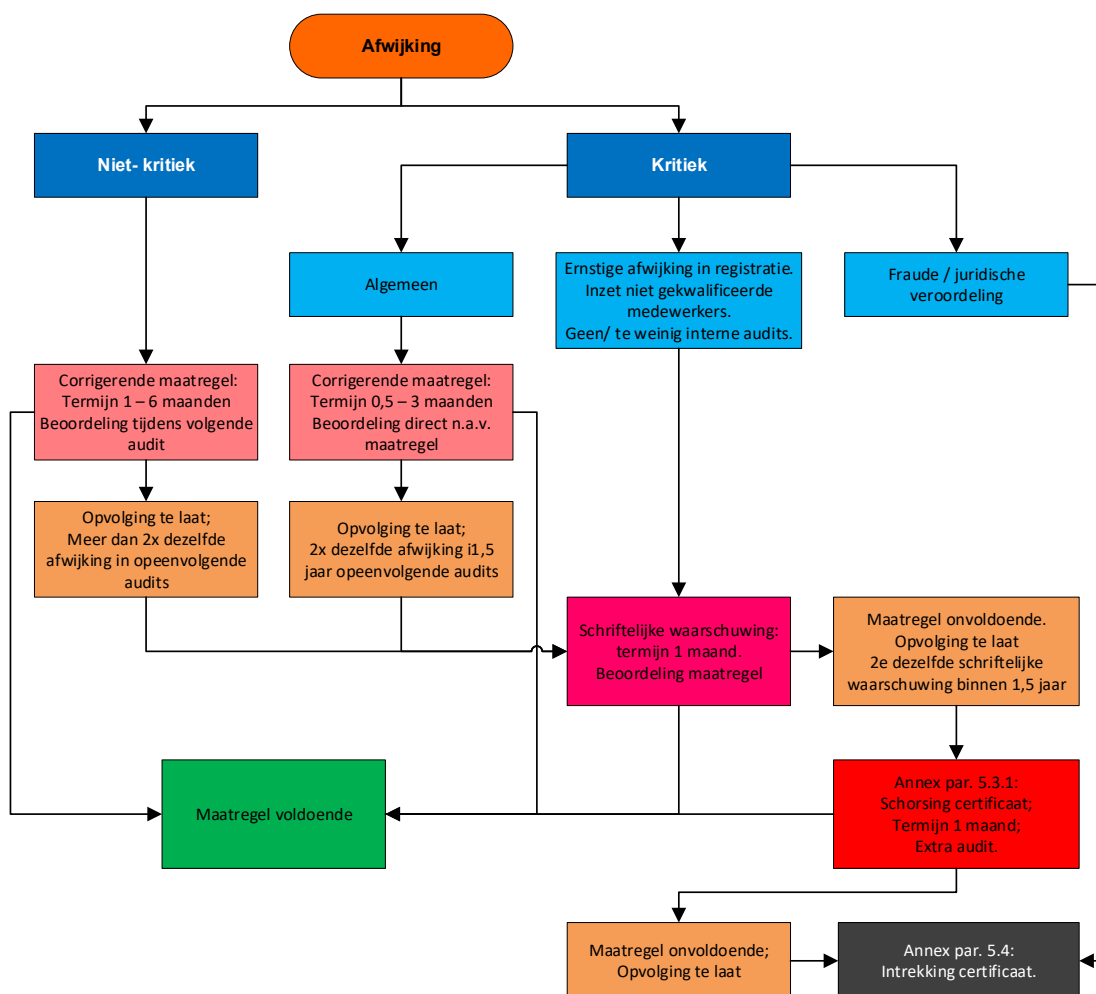 Afwijking
Niet- kritiek
Kritiek
Algemeen
Ernstige afwijking in registratie.
Inzet niet gekwalificeerde
medewerkers.
Geen/ te weinig interne audits.
Fraude / juridische
veroordeling
Corrigerende maatregel:
Termijn 1 – 6 maanden
Beoordeling tijdens volgende
audit
Corrigerende maatregel:
Termijn 0,5 – 3 maanden
Beoordeling direct n.a.v.
maatregel
Opvolging te laat;
Meer dan 2x dezelfde
afwijking in opeenvolgende
audits
Opvolging te laat;
2x dezelfde afwijking i1,5
jaar opeenvolgende audits
Schriftelijke waarschuwing:
termijn 1 maand.
Beoordeling maatregel
Maatregel onvoldoende.
Opvolging te laat
2e dezelfde schriftelijke
waarschuwing binnen 1,5 jaar
Maatregel voldoende
Annex par. 5.3.1:
Schorsing certificaat;
Termijn 1 maand;
Extra audit.
Maatregel onvoldoende;
Opvolging te laat
Annex par. 5.4:
Intrekking certificaat.